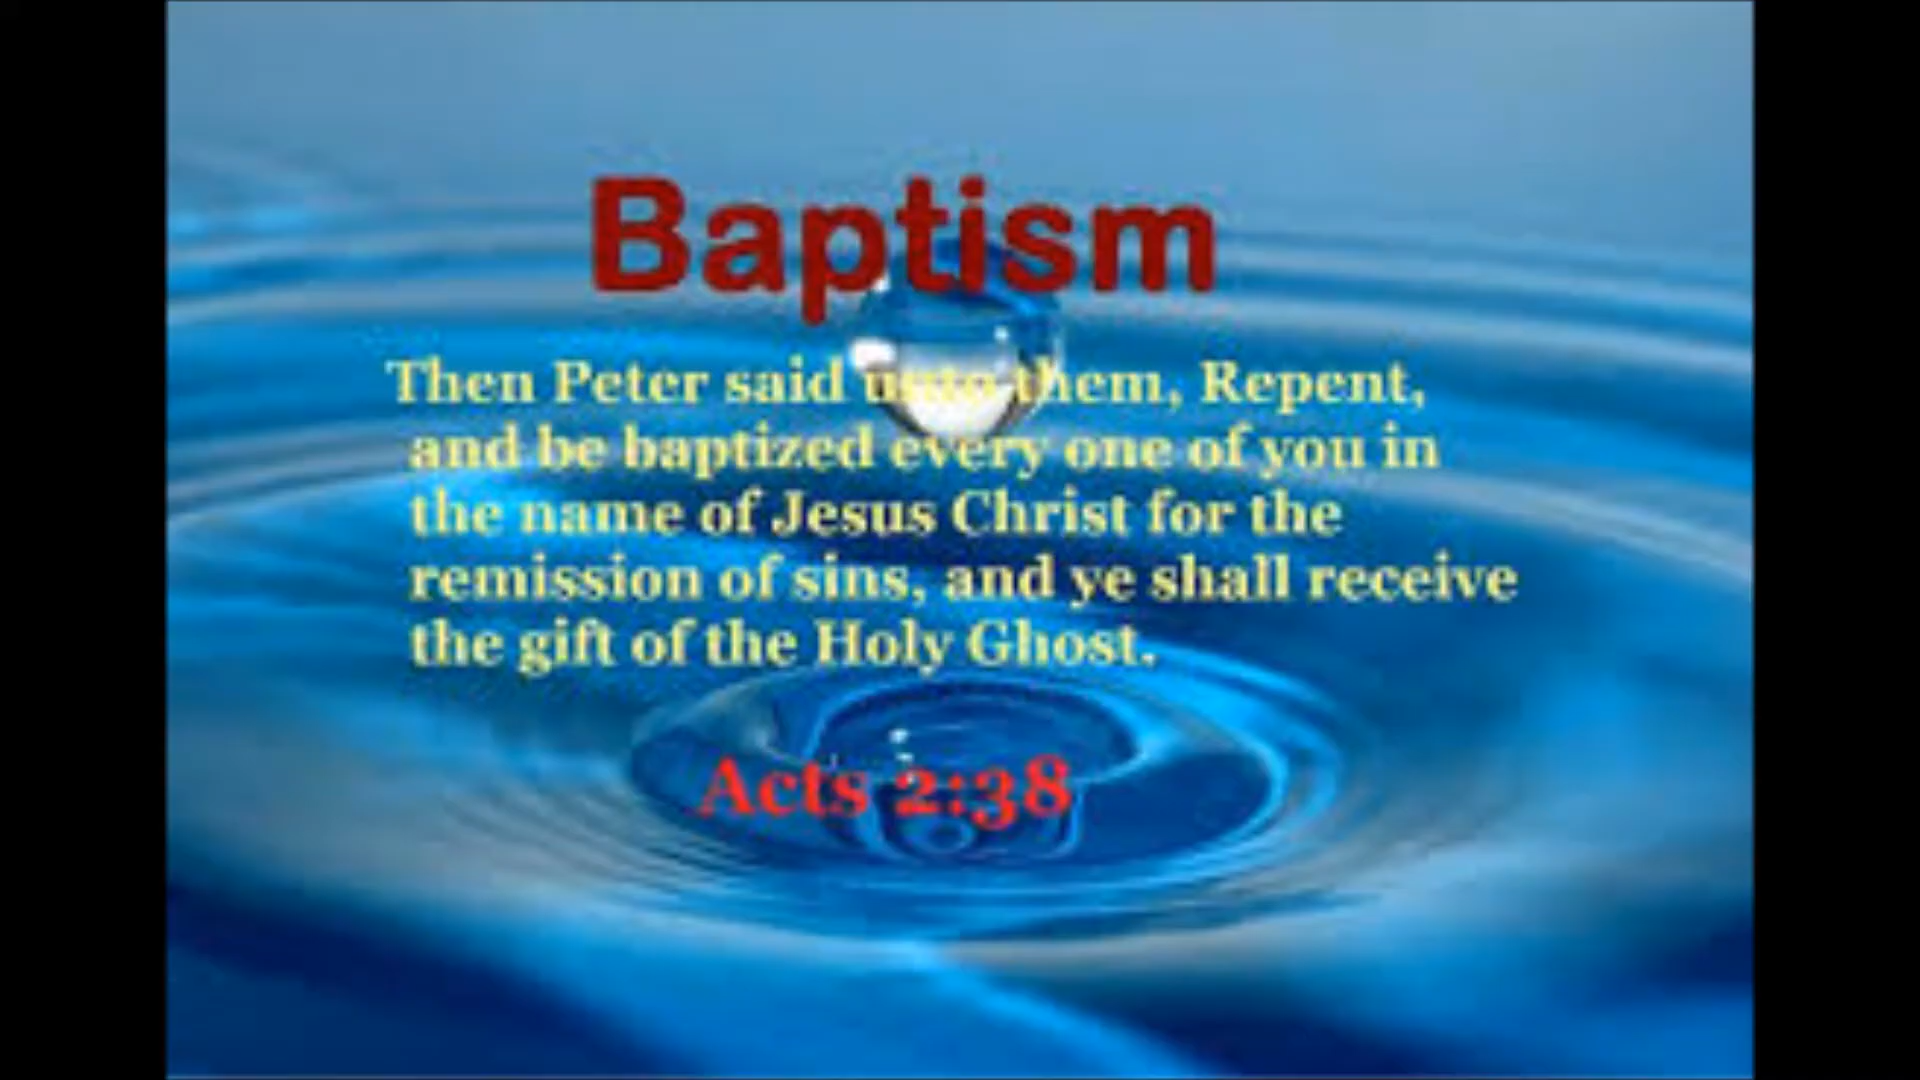 Baptism
Then Peter said unto them, Repent,
and be baptized every one of you in
the name of Jesus Christ for the
remission of sins, and ye shall receive
the gift of the Holy Ghost.
Acts 2:38